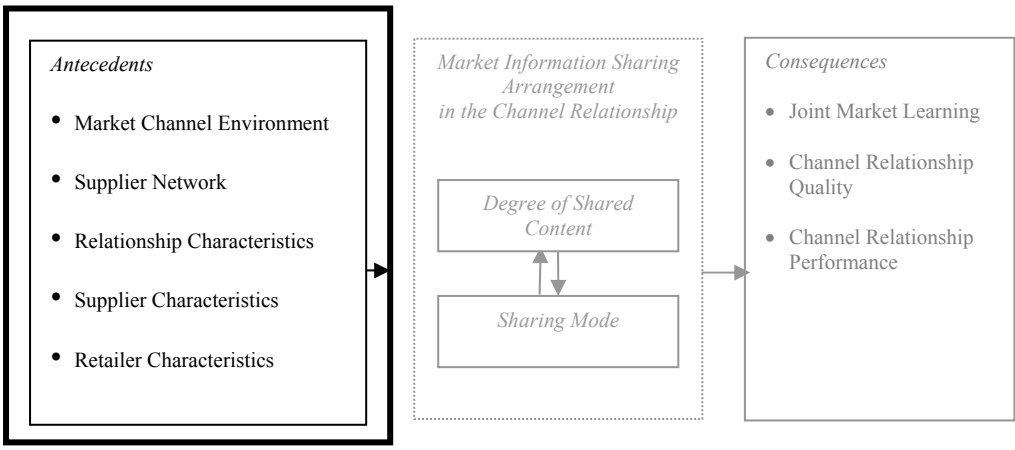 Antecedents
• Market Channel Environment
• Supplier Network
• Relationship Characteristics
• Supplier Characteristics
• Retailer Characteristics
Market Information Sharing
Arrangement
in the Channel Relationship
Degree of Shared
Content
Sharing Mode
Consequences
• Joint Market Learning
• Channel Relationship
Quality
• Channel Relationship
Performance